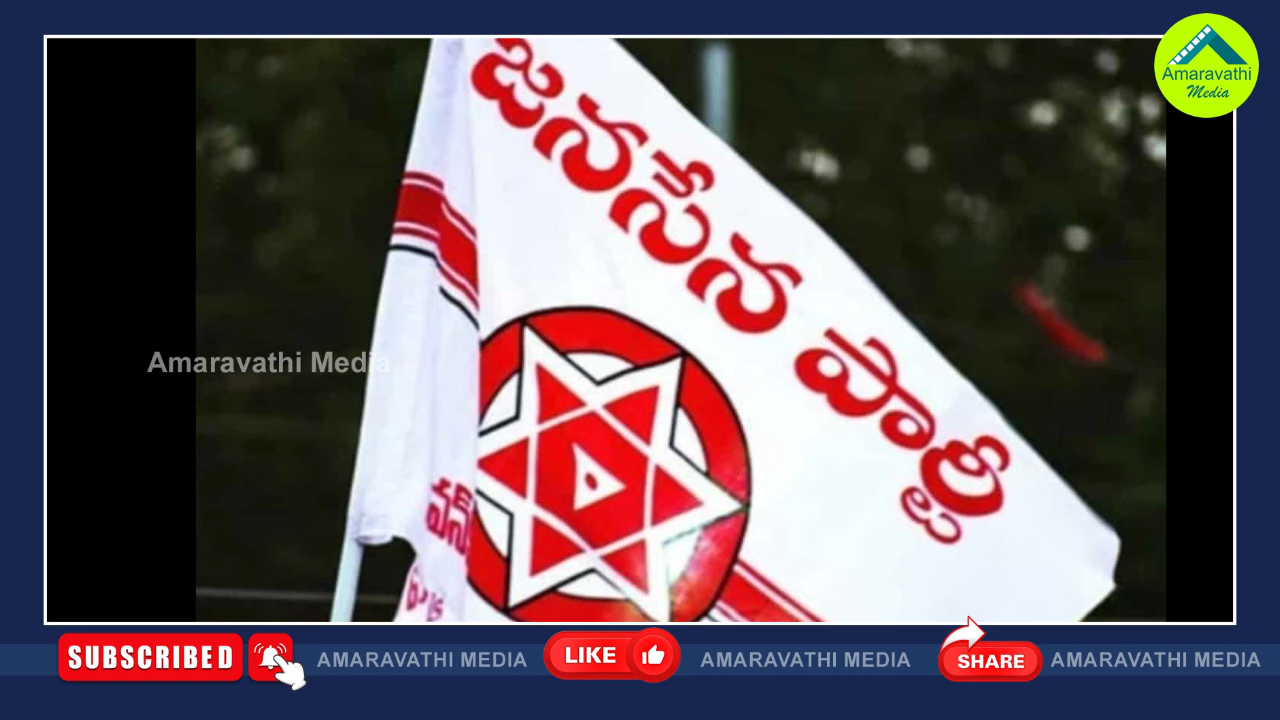 Amaravathi
Media
జనసేన పార్టీ
Amaravathi Media
SUBSCRIBED
AMARAVATHI MEDIA
LIKE
AMARAVATHI MEDIA
SHARE
AMARAVATHI MEDIA